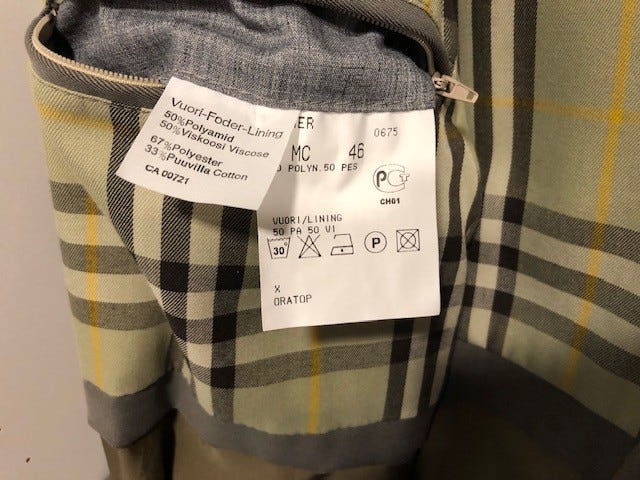 Vuori-Foder-Lining
50%Polyamid
50%Viskoosi Viscose
67%Polyester
33%Puuvilla Cotton
CA 00721
0675
MC 46
POLYN.50 PES
PCT
CH01
VUORI/LINING
50 PA 50 VI
30°
P
X
ORATOP